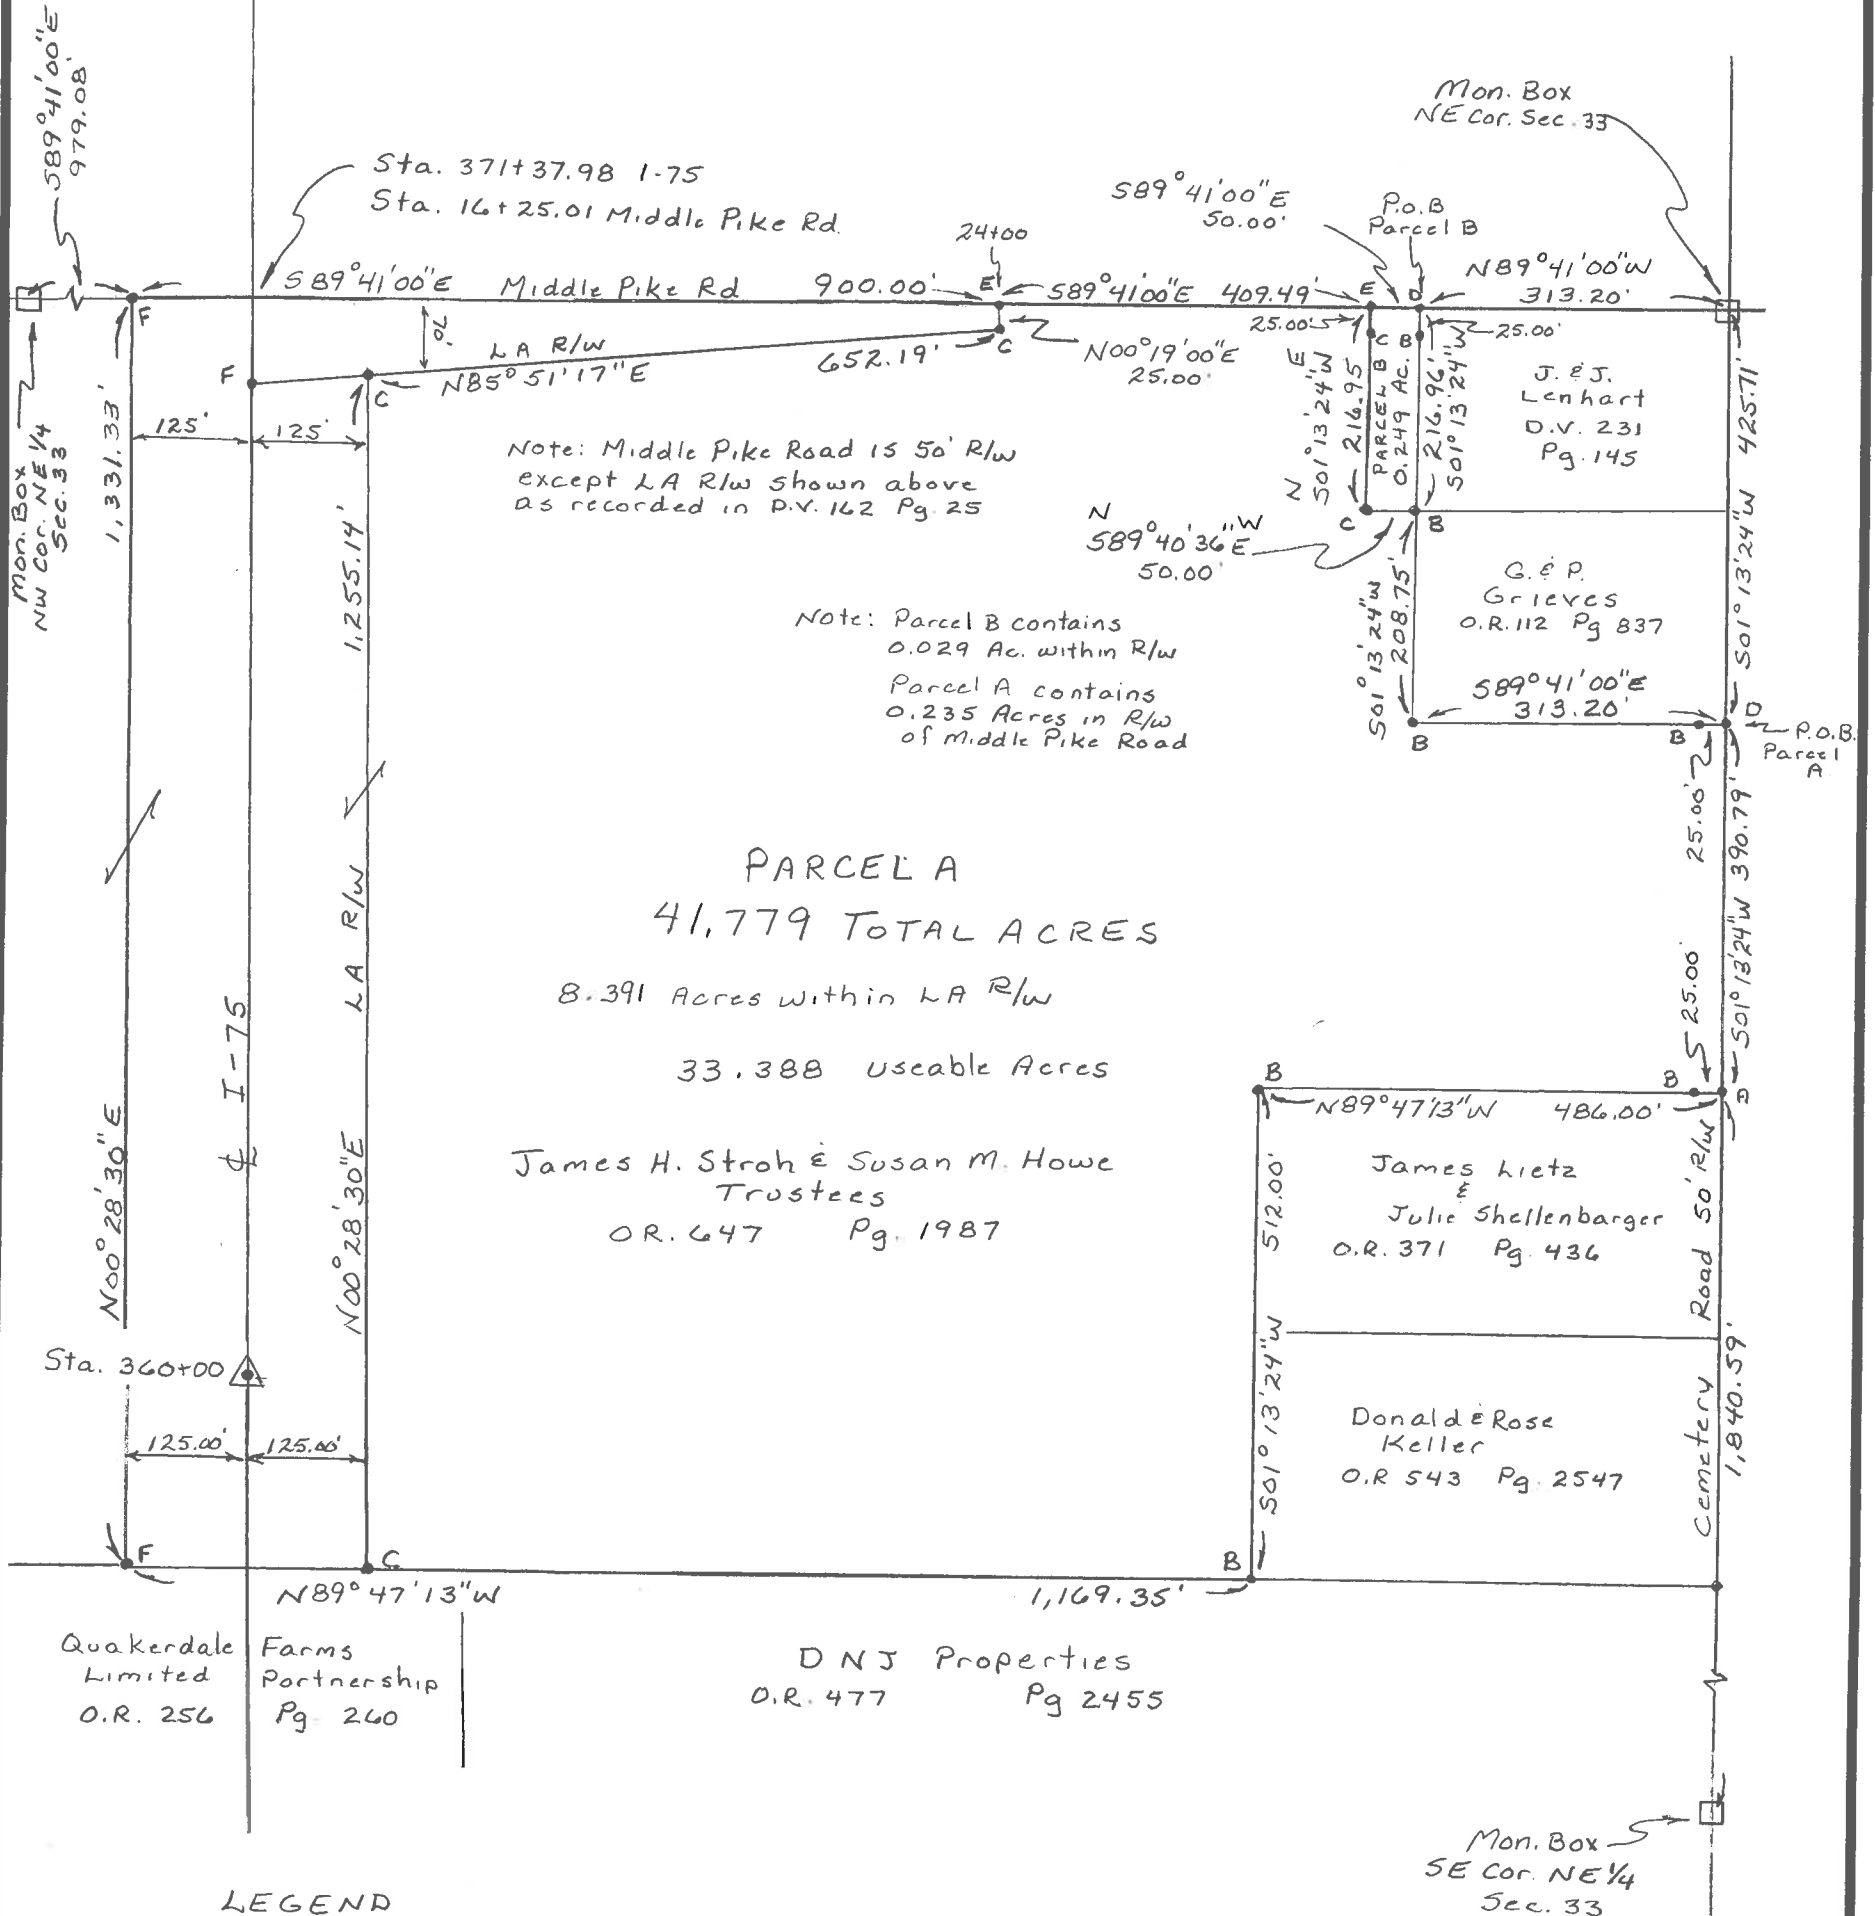 S89°41'00"E
979.08'
Mon. Box
NW Cor. NE 1/4
Sec. 33
Mon. Box
NE Cor. Sec. 33
Sta. 371+37.98 I-75
Sta. 16+25.01 Middle Pike Rd.
24+00
S89°41'00"E
50.00'
P.O.B
Parcel B
N89°41'00"W
313.20'
S89°41'00"E Middle Pike Rd 900.00'
E
S89°41'00"E 409.49'
E
D
F
70'
LA R/W
N85°51'17"E
652.19'
C
N00°19'00"E
25.00'
25.00'
C
B
25.00'
F
C
125'
125'
1,331.33'
1,255.14'
Note: Middle Pike Road is 50' R/W
except LA R/W shown above
as recorded in D.V. 162 Pg. 25
N E
S01°13'24"W
216.95
PARCEL B
0.249 Ac.
216.96'
S01°13'24"W
J. & J.
Lenhart
D.V. 231
Pg. 145
425.71'
S01°13'24"W
C
B
N W
S89°40'36"E
50.00'
S01°13'24"W
208.75'
G. & P.
Grieves
O.R. 112 Pg 837
S89°41'00"E
313.20'
B
B
D
P.O.B.
Parcel
A
Note: Parcel B contains
0.029 Ac. within R/W
Parcel A contains
0.235 Acres in R/W
of Middle Pike Road
25.00'
S01°13'24"W 390.79'
25.00'
PARCEL A
41.779 TOTAL ACRES
8.391 Acres within LA R/W
33.388 Useable Acres
James H. Stroh & Susan M. Howe
Trustees
OR. 647 Pg. 1987
N00°28'30"E
℄ I-75
N00°28'30"E
LA R/W
B
B
D
N89°47'13"W 486.00'
James Lietz
&
Julie Shellenbarger
O.R. 371 Pg. 436
512.00'
S01°13'24"W
Cemetery Road 50' R/W
1,840.59'
Donald & Rose
Keller
O.R 543 Pg. 2547
Sta. 360+00
125.00'
125.00'
F
C
B
N89°47'13"W
1,169.35'
Quakerdale Farms
Limited Partnership
O.R. 256 Pg 260
DNJ Properties
O.R. 477 Pg 2455
Mon. Box
SE Cor. NE 1/4
Sec. 33
LEGEND